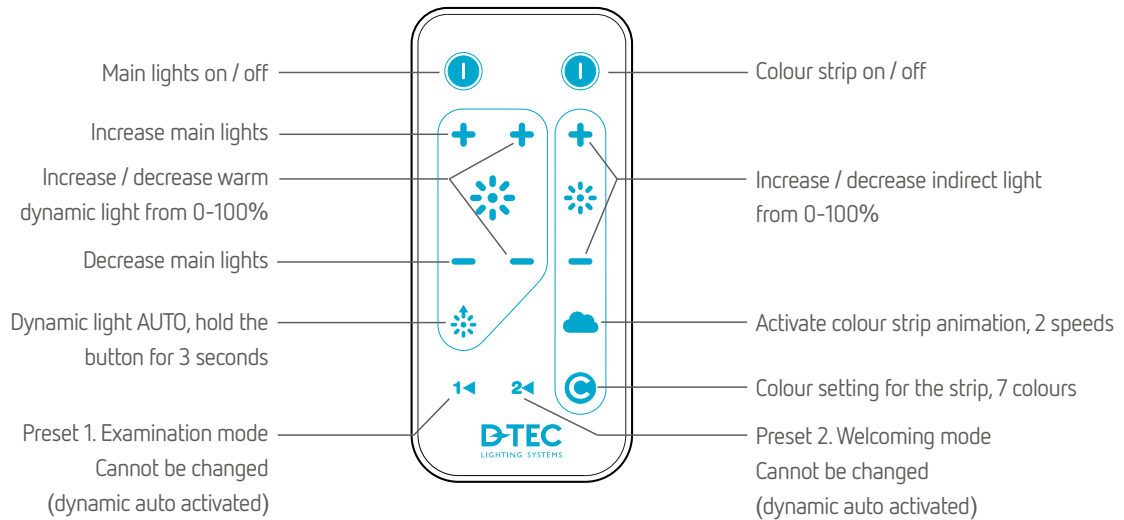 Main lights on / off
Colour strip on / off
Increase main lights
Increase / decrease warm
dynamic light from 0-100%
Increase / decrease indirect light
from 0-100%
Decrease main lights
Dynamic light AUTO, hold the
button for 3 seconds
Activate colour strip animation, 2 speeds
Colour setting for the strip, 7 colours
1 2 C
D-TEC
LIGHTING SYSTEMS
Preset 1. Examination mode
Cannot be changed
(dynamic auto activated)
Preset 2. Welcoming mode
Cannot be changed
(dynamic auto activated)